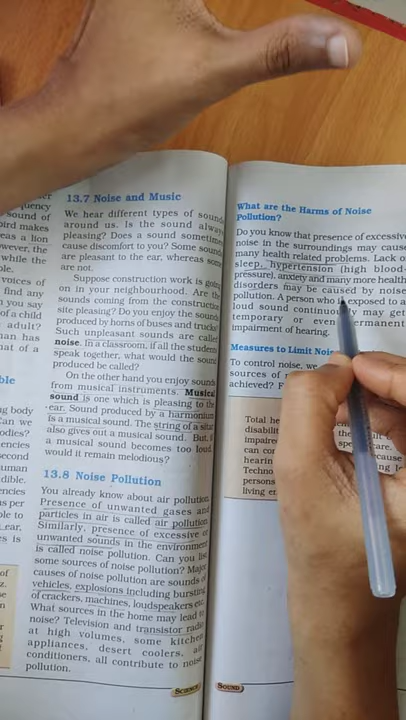 13.7 Noise and Music
We hear different types of sound
around us. Is the sound always
pleasing? Does a sound sometimes
cause discomfort to you? Some sounds
are pleasant to the ear, whereas some
are not.
Suppose construction work is going
on in your neighbourhood. Are the
sounds coming from the construction
site pleasing? Do you enjoy the sounds
produced by horns of buses and trucks?
Such unpleasant sounds are called
noise. In a classroom, if all the students
speak together, what would the sound
produced be called?
On the other hand you enjoy sounds
from musical instruments. Musical
sound is one which is pleasing to the
ear. Sound produced by a harmonium
is a musical sound. The string of a sitar
also gives out a musical sound. But, if
a musical sound becomes too loud,
would it remain melodious?
13.8 Noise Pollution
You already know about air pollution.
Presence of unwanted gases and
particles in air is called air pollution.
Similarly, presence of excessive or
unwanted sounds in the environment
is called noise pollution. Can you list
some sources of noise pollution? Major
causes of noise pollution are sounds of
vehicles, explosions including bursting
of crackers, machines, loudspeakers etc.
What sources in the home may lead to
noise? Television and transistor radio
at high volumes, some kitchen
appliances, desert coolers, air
conditioners, all contribute to noise
pollution.
SCIENCE
What are the Harms of Noise
Pollution?
Do you know that presence of excessive
noise in the surroundings may cause
many health related problems. Lack of
sleep, hypertension (high blood-
pressure), anxiety and many more health
disorders may be caused by noise
pollution. A person who is exposed to a
loud sound continuously may get
temporary or even permanent
impairment of hearing.
Measures to Limit Noise
To control noise, we
sources of
achieved?
Total he
disabilit
impaire
can co
hearin
Techno
persons
living
SOUND